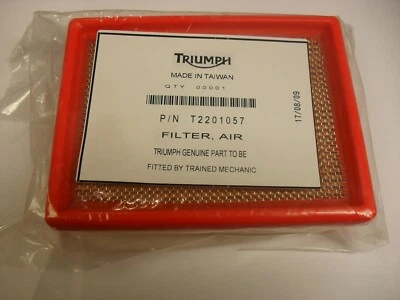 TRIUMPH
MADE IN TAIWAN
QTY 00001
P/N T2201057
FILTER, AIR
TRIUMPH GENUINE PART TO BE
FITTED BY TRAINED MECHANIC
17/08/09